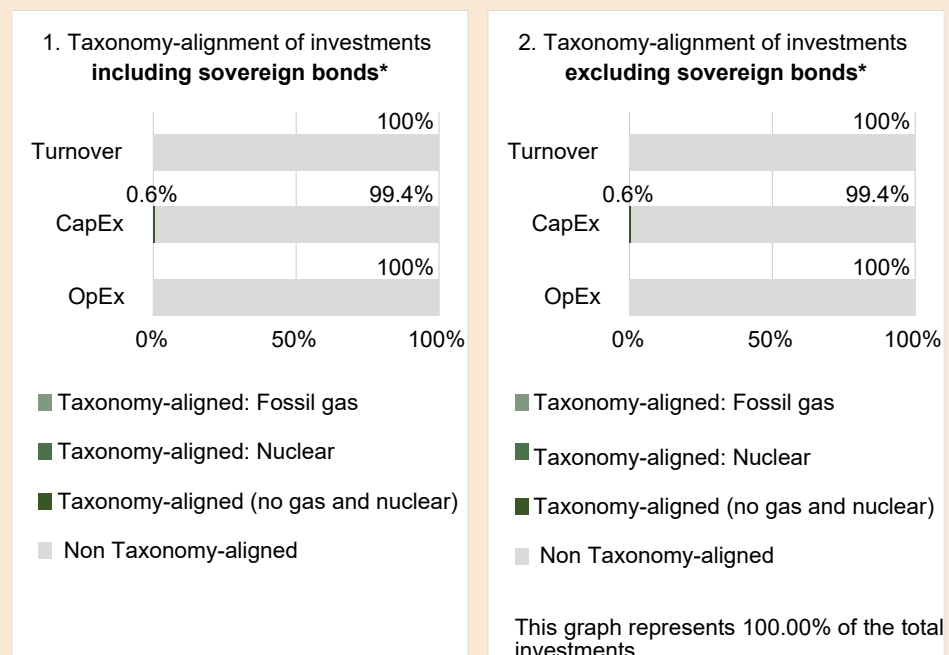 1. Taxonomy-alignment of investments
including sovereign bonds*
100%
Turnover
0.6%
99.4%
CapEx
100%
OpEx
0%
50%
100%
Taxonomy-aligned: Fossil gas
Taxonomy-aligned: Nuclear
Taxonomy-aligned (no gas and nuclear)
Non Taxonomy-aligned
2. Taxonomy-alignment of investments
excluding sovereign bonds*
100%
Turnover
0.6%
99.4%
CapEx
100%
OpEx
0%
50%
100%
Taxonomy-aligned: Fossil gas
Taxonomy-aligned: Nuclear
Taxonomy-aligned (no gas and nuclear)
Non Taxonomy-aligned
This graph represents 100.00% of the total
investments